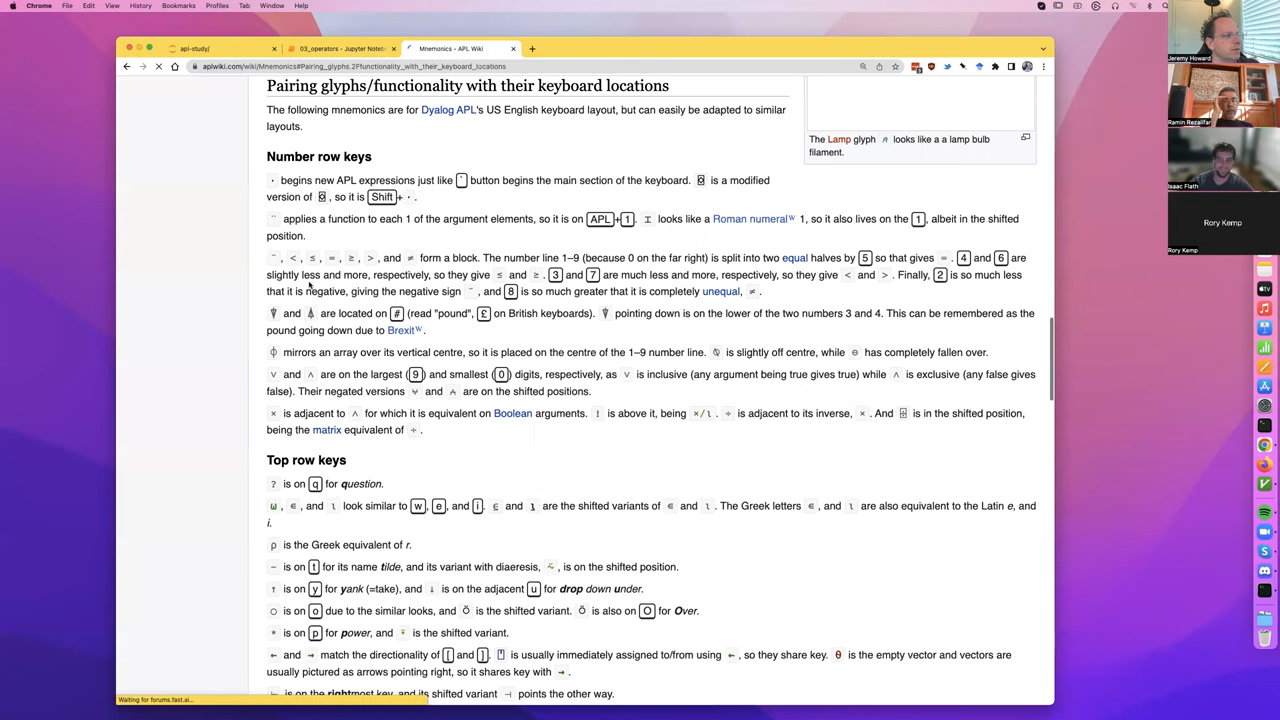 Chrome File Edit View History Bookmarks Profiles Tab Window Help
apl-study/
03_operators - Jupyter Noteb
Mnemonics - APL Wiki
aplwiki.com/wiki/Mnemonics#Pairing_glyphs.2Ffunctionality_with_their_keyboard_locations
Pairing glyphs/functionality with their keyboard locations
The following mnemonics are for Dyalog APL's US English keyboard layout, but can easily be adapted to similar
layouts.
The Lamp glyph ⍝ looks like a a lamp bulb
filament.
Number row keys
⋄ begins new APL expressions just like ` button begins the main section of the keyboard. ⌺ is a modified
version of ⌺, so it is Shift+⋄.
¨ applies a function to each 1 of the argument elements, so it is on APL+1. ⌶ looks like a Roman numeralW 1, so it also lives on the 1, albeit in the shifted
position.
¯, <, ≤, =, ≥, >, and ≠ form a block. The number line 1–9 (because 0 on the far right) is split into two equal halves by 5 so that gives =. 4 and 6 are
slightly less and more, respectively, so they give ≤ and ≥. 3 and 7 are much less and more, respectively, so they give < and >. Finally, 2 is so much less
that it is negative, giving the negative sign ¯, and 8 is so much greater that it is completely unequal, ≠.
⍒ and ⍋ are located on # (read "pound", £ on British keyboards). ⍒ pointing down is on the lower of the two numbers 3 and 4. This can be remembered as the
pound going down due to BrexitW.
⌽ mirrors an array over its vertical centre, so it is placed on the centre of the 1–9 number line. ⍉ is slightly off centre, while ⊖ has completely fallen over.
∨ and ∧ are on the largest (9) and smallest (0) digits, respectively, as ∨ is inclusive (any argument being true gives true) while ∧ is exclusive (any false gives
false). Their negated versions ⍱ and ⍲ are on the shifted positions.
× is adjacent to ∧ for which it is equivalent on Boolean arguments. ! is above it, being ×/⍳. ÷ is adjacent to its inverse, ×. And ⌹ is in the shifted position,
being the matrix equivalent of ÷.
Top row keys
? is on q for question.
⍵, ∊, and ⍳ look similar to w, e, and i. ⍷ and ⍸ are the shifted variants of ∊ and ⍳. The Greek letters ∊, and ⍳ are also equivalent to the Latin e, and
i.
⍴ is the Greek equivalent of r.
~ is on t for its name tilde, and its variant with diaeresis, ⍨, is on the shifted position.
↑ is on y for yank (=take), and ↓ is on the adjacent u for drop down under.
○ is on o due to the similar looks, and ⍥ is the shifted variant. ⍥ is also on O for Over.
* is on p for power, and ⍣ is the shifted variant.
← and → match the directionality of [ and ]. ⍞ is usually immediately assigned to/from using ←, so they share key. ⍬ is the empty vector and vectors are
usually pictured as arrows pointing right, so it shares key with →.
⊢ is on the rightmost key, and its shifted variant ⊣ points the other way.
Waiting for forums.fast.ai...
Jeremy Howard
Ramin Rezaiifar
Isaac Flath
Rory Kemp
Rory Kemp